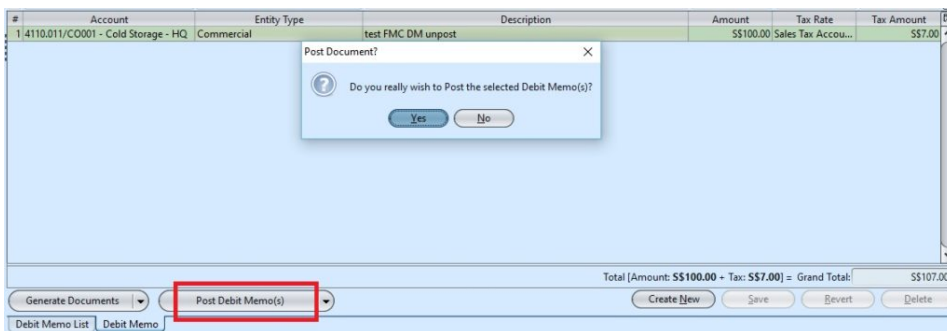 # Account Entity Type Description Amount Tax Rate Tax Amount
1 4110.011/CO001 - Cold Storage - HQ Commercial test FMC DM unpost S$100.00 Sales Tax Accou... S$7.00
Post Document?
Do you really wish to Post the selected Debit Memo(s)?
Yes No
Total [Amount: S$100.00 + Tax: S$7.00] = Grand Total: S$107.00
Generate Documents Post Debit Memo(s) Create New Save Revert Delete
Debit Memo List Debit Memo